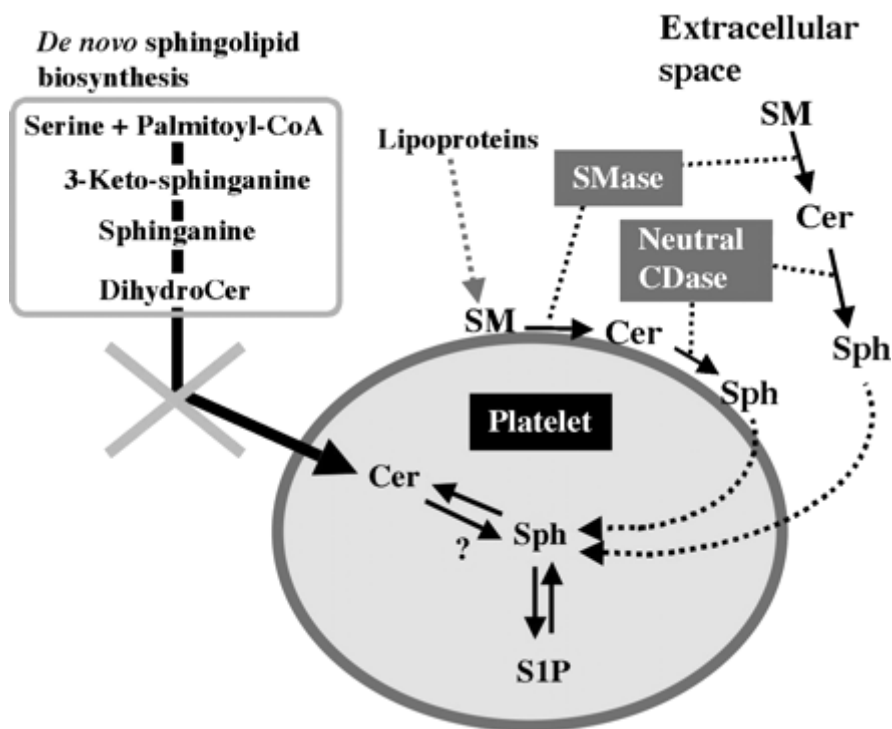 De novo sphingolipid
biosynthesis
Serine + Palmitoyl-CoA
3-Keto-sphinganine
Sphinganine
DihydroCer
Extracellular
space
SM
Lipoproteins
SMase
Cer
Neutral
CDase
SM
Cer
Sph
Sph
Platelet
Cer
Sph
?
S1P